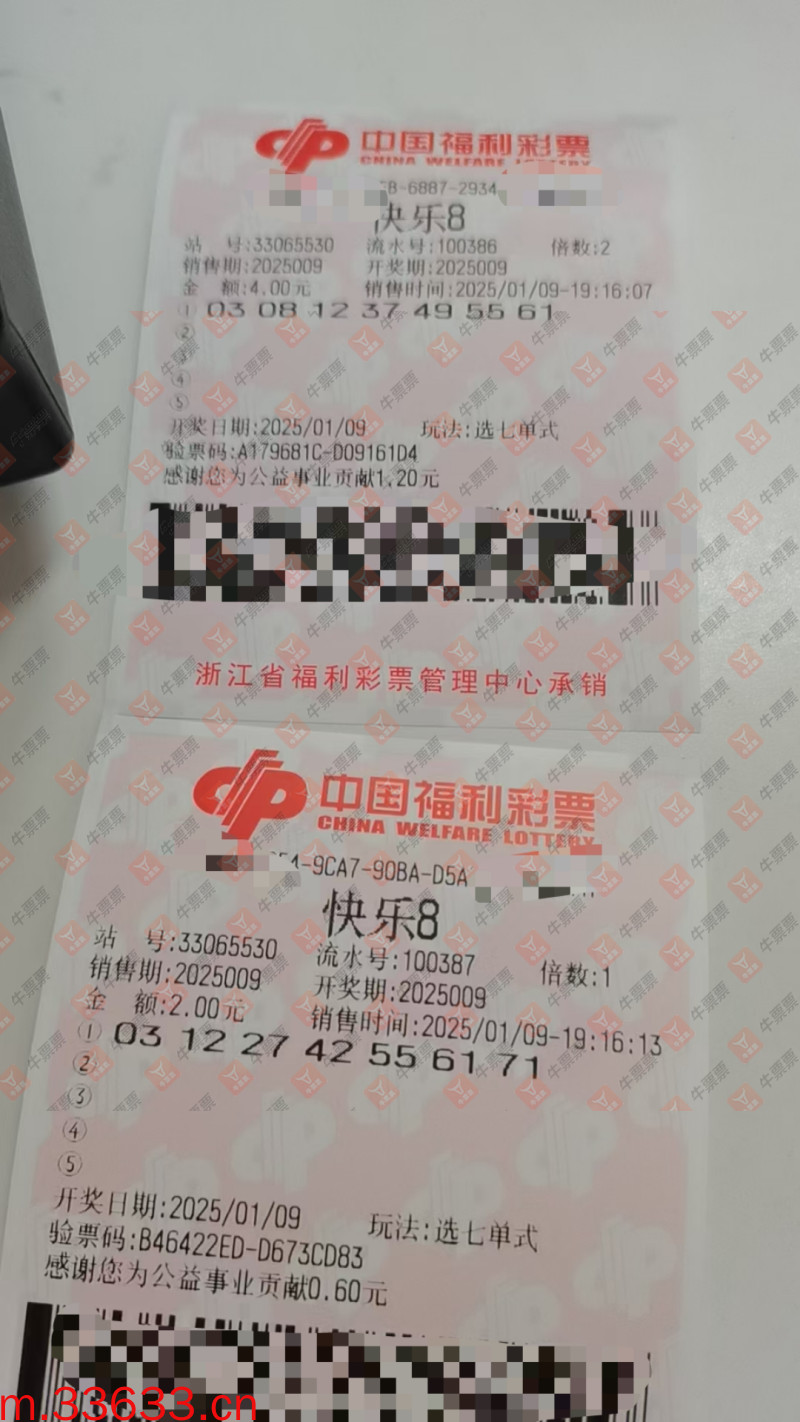 中国福利彩票
CHINA WELFARE LOTTERY
-6887-2934
快乐8
站 号:33065530 流水号:100386 倍数:2
销售期:2025009 开奖期:2025009
金 额:4.00元 销售时间:2025/01/09-19:16:07
① 03 08 12 37 49 55 61
②
③
④
⑤
开奖日期:2025/01/09 玩法:选七单式
验票码:A179681C-D09161D4
感谢您为公益事业贡献1.20元
浙江省福利彩票管理中心承销
中国福利彩票
CHINA WELFARE LOTTERY
-9CA7-90BA-D5A
快乐8
站 号:33065530 流水号:100387 倍数:1
销售期:2025009 开奖期:2025009
金 额:2.00元 销售时间:2025/01/09-19:16:13
① 03 12 27 42 55 61 71
②
③
④
⑤
开奖日期:2025/01/09 玩法:选七单式
验票码:B46422ED-D673CD83
感谢您为公益事业贡献0.60元
牛票票
m.33633.cn